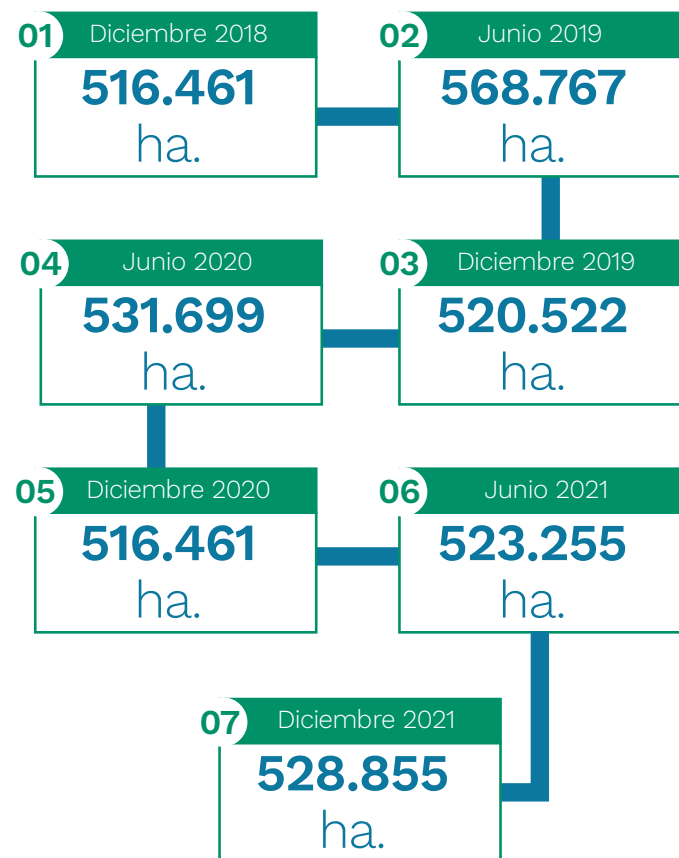 01 Diciembre 2018
516.461
ha.
02 Junio 2019
568.767
ha.
03 Diciembre 2019
520.522
ha.
04 Junio 2020
531.699
ha.
05 Diciembre 2020
516.461
ha.
06 Junio 2021
523.255
ha.
07 Diciembre 2021
528.855
ha.